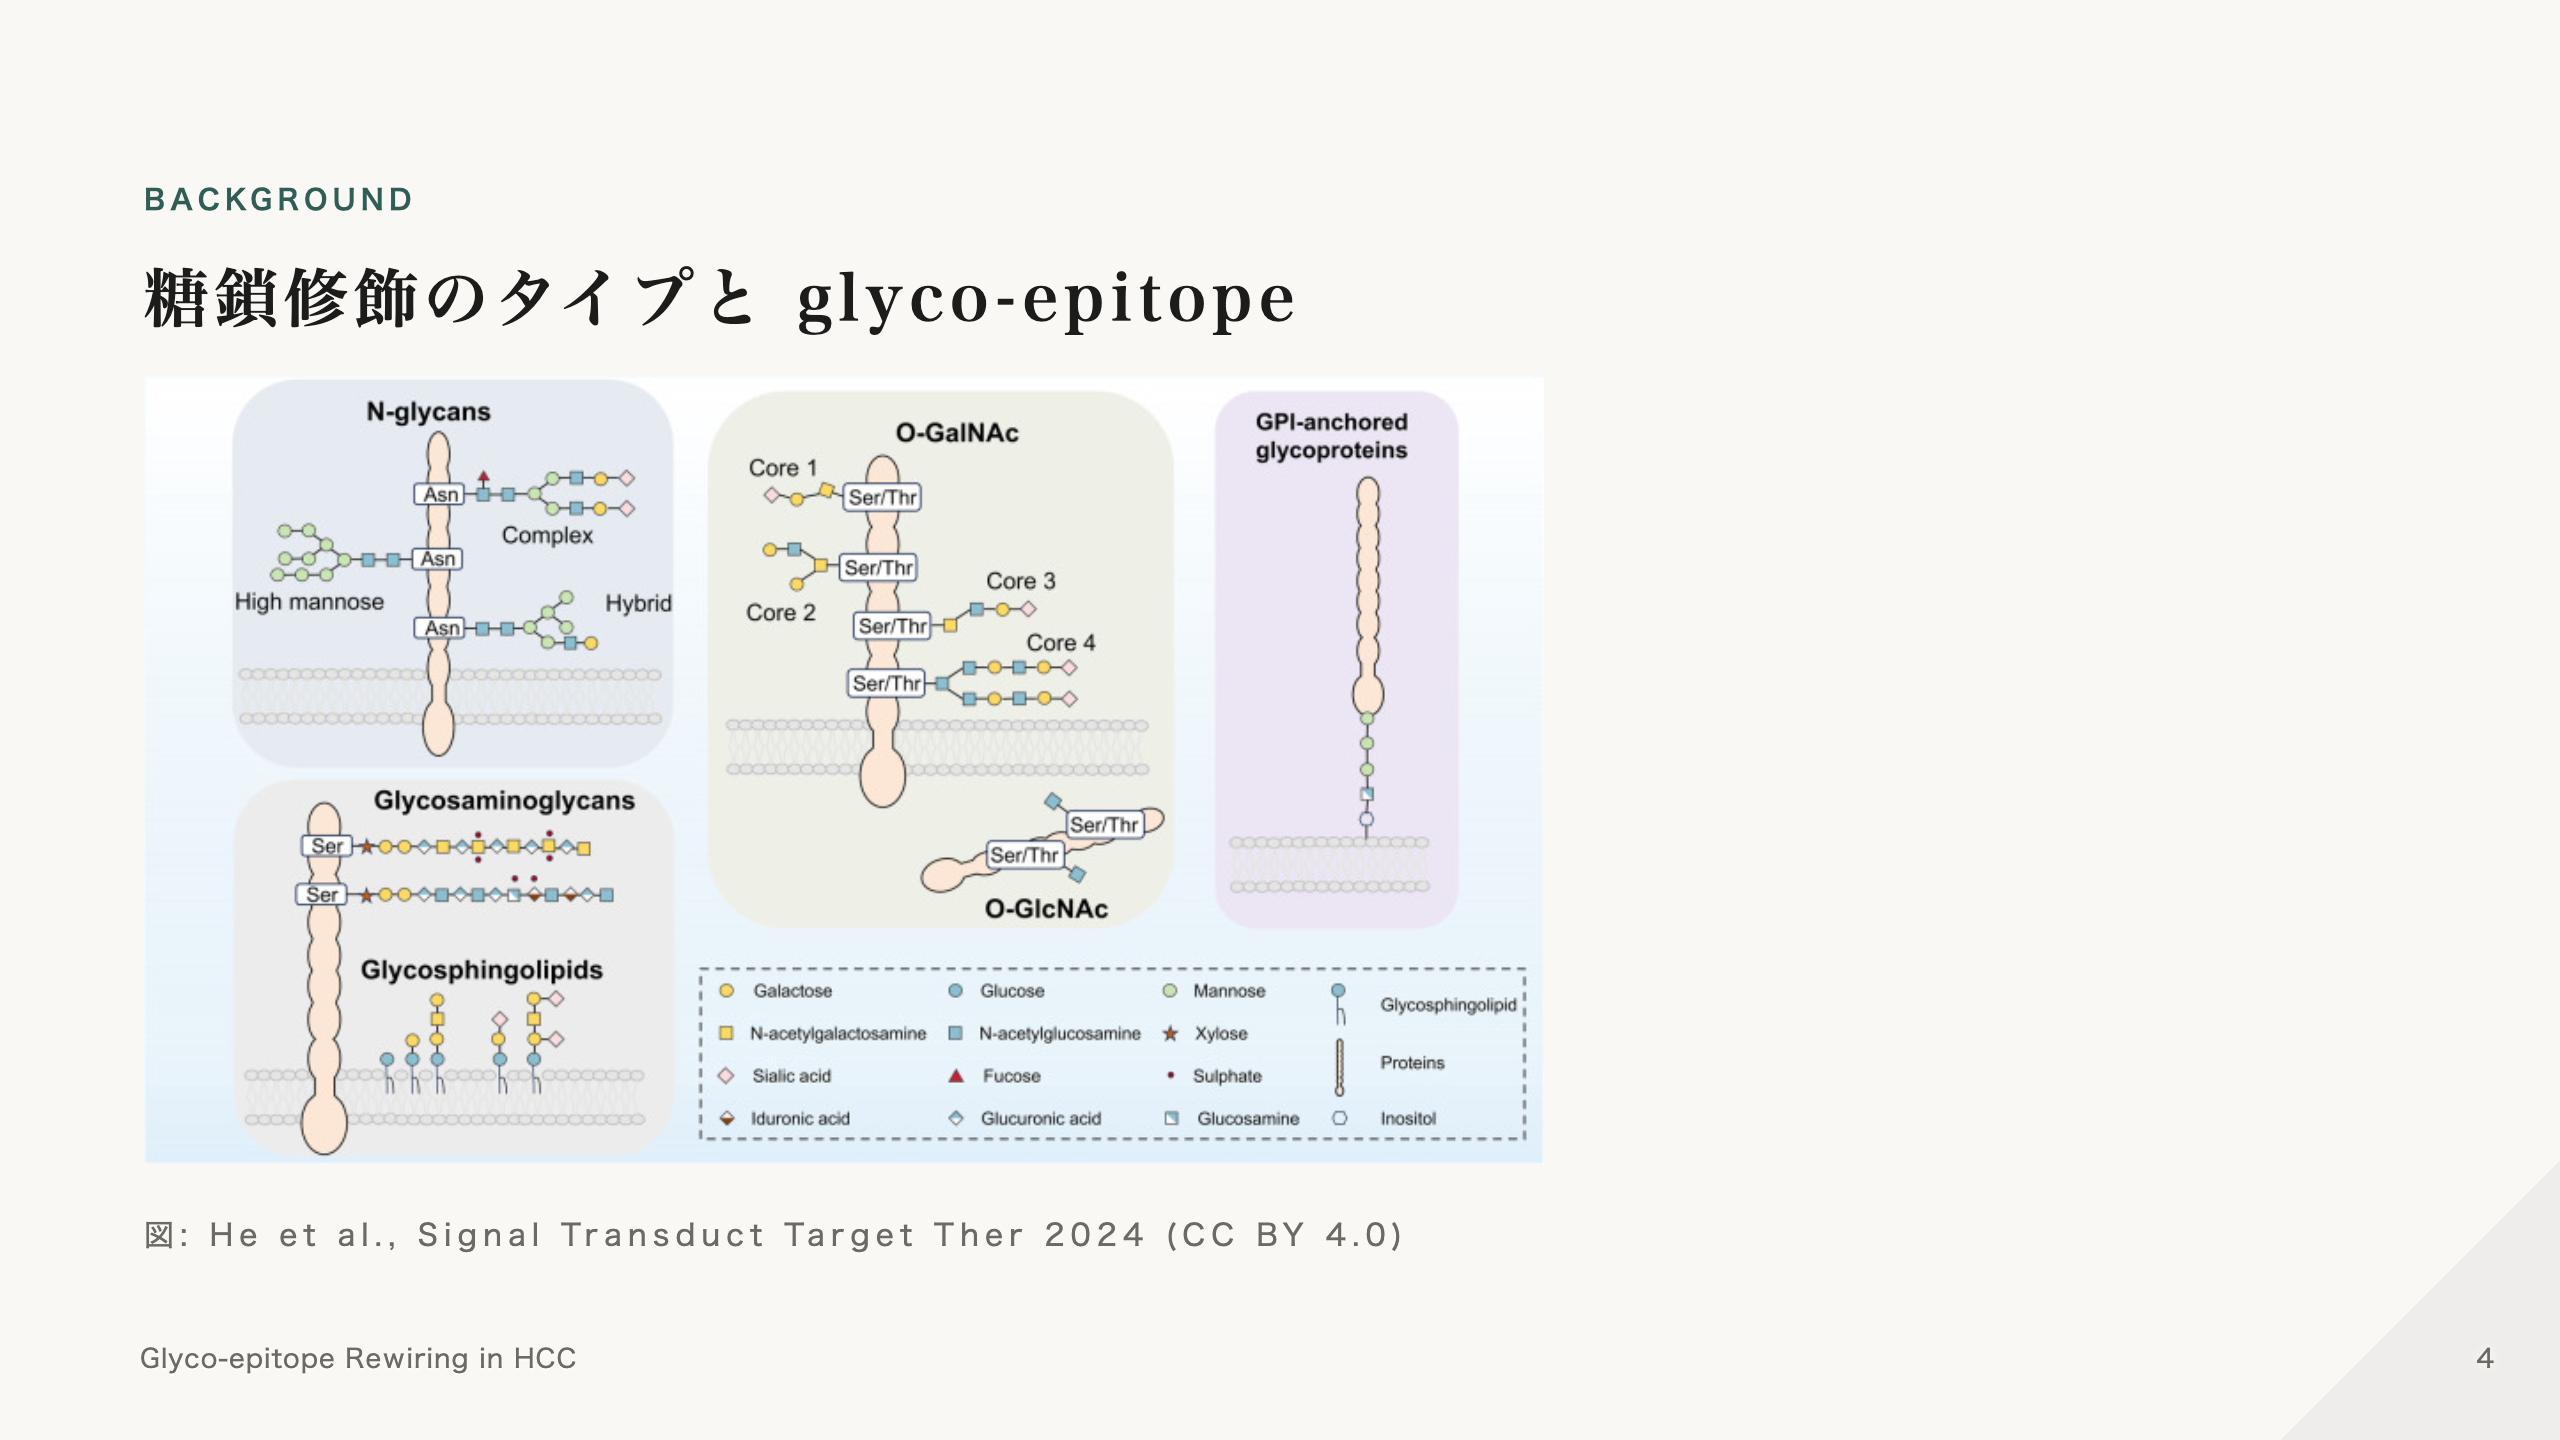 BACKGROUND
糖鎖修飾のタイプと glyco-epitope
N-glycans
Asn
Complex
Asn
High mannose
Hybrid
Asn
Glycosaminoglycans
Ser
Ser
Glycosphingolipids
O-GalNAc
Core 1
Ser/Thr
Ser/Thr
Core 2
Core 3
Ser/Thr
Core 4
Ser/Thr
Ser/Thr
Ser/Thr
O-GlcNAc
GPI-anchored
glycoproteins
Galactose
Glucose
Mannose
Glycosphingolipid
N-acetylgalactosamine
N-acetylglucosamine
Xylose
Proteins
Sialic acid
Fucose
Sulphate
Iduronic acid
Glucuronic acid
Glucosamine
Inositol
図: He et al., Signal Transduct Target Ther 2024 (CC BY 4.0)
Glyco-epitope Rewiring in HCC
4